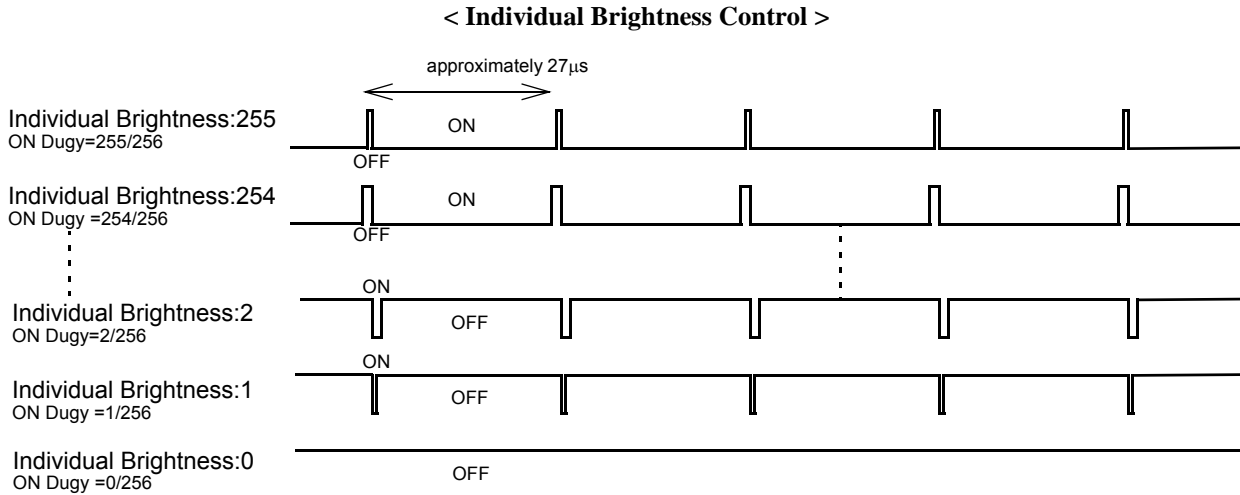 < Individual Brightness Control >
approximately 27μs
Individual Brightness:255
ON Dugy=255/256
ON
OFF
Individual Brightness:254
ON Dugy =254/256
ON
OFF
ON
Individual Brightness:2
ON Dugy=2/256
OFF
ON
Individual Brightness:1
ON Dugy =1/256
OFF
Individual Brightness:0
ON Dugy =0/256
OFF